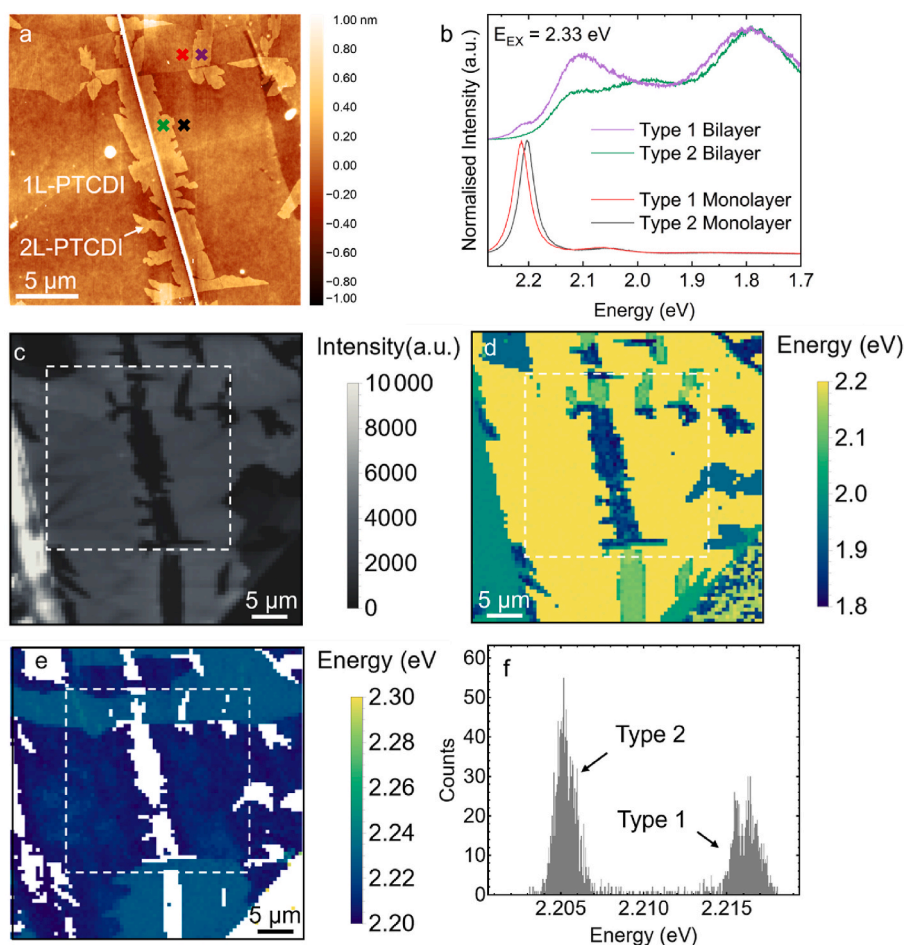 a
1L-PTCDI
2L-PTCDI
5 μm
1.00 nm
0.80
0.60
0.40
0.20
0.00
−0.20
−0.40
−0.60
−0.80
−1.00
b
E_EX = 2.33 eV
Normalised Intensity (a.u.)
Type 1 Bilayer
Type 2 Bilayer
Type 1 Monolayer
Type 2 Monolayer
2.2 2.1 2.0 1.9 1.8 1.7
Energy (eV)
c
5 μm
Intensity(a.u.)
10 000
8000
6000
4000
2000
0
d
5 μm
Energy (eV)
2.2
2.1
2.0
1.9
1.8
e
5 μm
Energy (eV
2.30
2.28
2.26
2.24
2.22
2.20
f
Counts
60
50
40
30
20
10
0
Type 2
Type 1
2.205 2.210 2.215
Energy (eV)